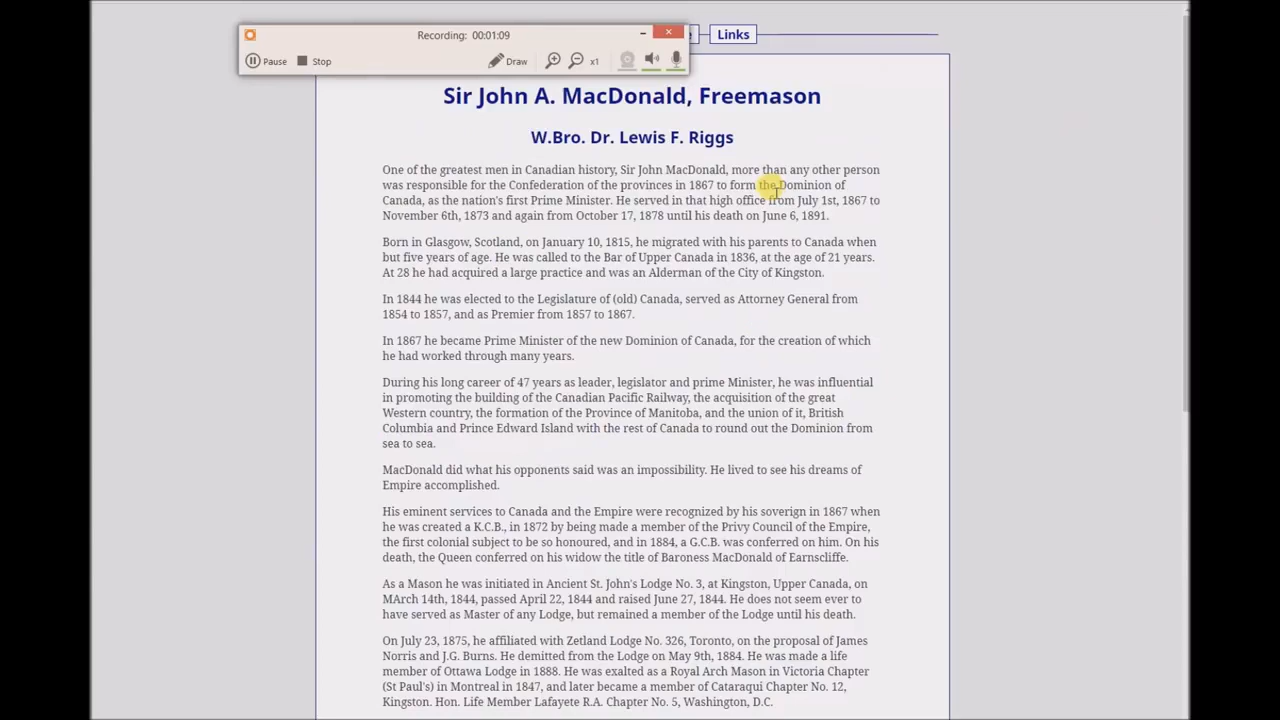 Recording: 00:01:09
Links
Pause
Stop
Draw
x1
Sir John A. MacDonald, Freemason
W.Bro. Dr. Lewis F. Riggs
One of the greatest men in Canadian history, Sir John MacDonald, more than any other person
was responsible for the Confederation of the provinces in 1867 to form the Dominion of
Canada, as the nation's first Prime Minister. He served in that high office from July 1st, 1867 to
November 6th, 1873 and again from October 17, 1878 until his death on June 6, 1891.
Born in Glasgow, Scotland, on January 10, 1815, he migrated with his parents to Canada when
but five years of age. He was called to the Bar of Upper Canada in 1836, at the age of 21 years.
At 28 he had acquired a large practice and was an Alderman of the City of Kingston.
In 1844 he was elected to the Legislature of (old) Canada, served as Attorney General from
1854 to 1857, and as Premier from 1857 to 1867.
In 1867 he became Prime Minister of the new Dominion of Canada, for the creation of which
he had worked through many years.
During his long career of 47 years as leader, legislator and prime Minister, he was influential
in promoting the building of the Canadian Pacific Railway, the acquisition of the great
Western country, the formation of the Province of Manitoba, and the union of it, British
Columbia and Prince Edward Island with the rest of Canada to round out the Dominion from
sea to sea.
MacDonald did what his opponents said was an impossibility. He lived to see his dreams of
Empire accomplished.
His eminent services to Canada and the Empire were recognized by his soverign in 1867 when
he was created a K.C.B., in 1872 by being made a member of the Privy Council of the Empire,
the first colonial subject to be so honoured, and in 1884, a G.C.B. was conferred on him. On his
death, the Queen conferred on his widow the title of Baroness MacDonald of Earnscliffe.
As a Mason he was initiated in Ancient St. John's Lodge No. 3, at Kingston, Upper Canada, on
MArch 14th, 1844, passed April 22, 1844 and raised June 27, 1844. He does not seem ever to
have served as Master of any Lodge, but remained a member of the Lodge until his death.
On July 23, 1875, he affiliated with Zetland Lodge No. 326, Toronto, on the proposal of James
Norris and J.G. Burns. He demitted from the Lodge on May 9th, 1884. He was made a life
member of Ottawa Lodge in 1888. He was exalted as a Royal Arch Mason in Victoria Chapter
(St Paul's) in Montreal in 1847, and later became a member of Cataraqui Chapter No. 12,
Kingston. Hon. Life Member Lafayete R.A. Chapter No. 5, Washington, D.C.